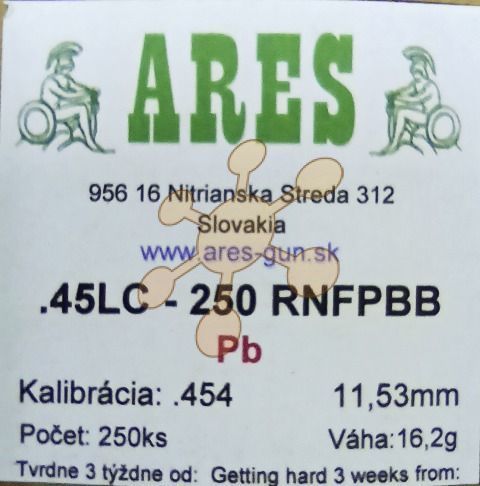 ARES
956 16 Nitrianska Streda 312
Slovakia
www.ares-gun.sk
.45LC - 250 RNFPBB
Pb
Kalibrácia: .454 11,53mm
Počet: 250ks Váha: 16,2g
Tvrdne 3 týždne od: Getting hard 3 weeks from: